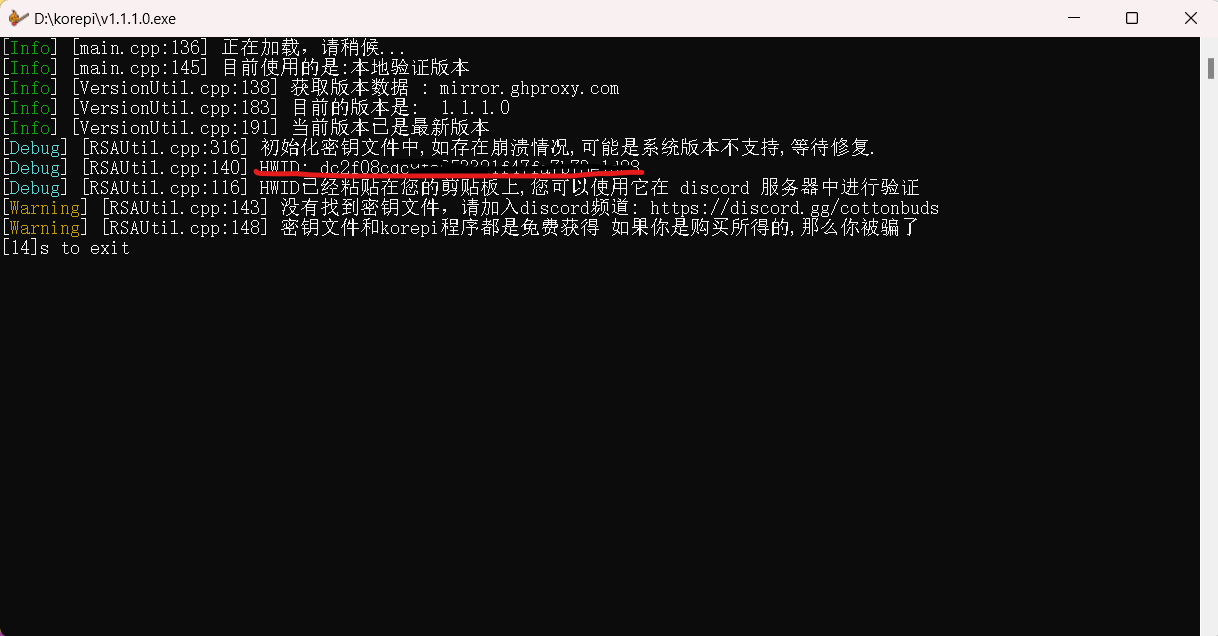 D:\korepi\v1.1.1.0.exe
[Info] [main.cpp:136] 正在加载，请稍候...
[Info] [main.cpp:145] 目前使用的是:本地验证版本
[Info] [VersionUtil.cpp:138] 获取版本数据 : mirror.ghproxy.com
[Info] [VersionUtil.cpp:183] 目前的版本是: 1.1.1.0
[Info] [VersionUtil.cpp:191] 当前版本已是最新版本
[Debug] [RSAUtil.cpp:316] 初始化密钥文件中,如存在崩溃情况,可能是系统版本不支持,等待修复.
[Debug] [RSAUtil.cpp:140] HWID:
[Debug] [RSAUtil.cpp:116] HWID已经粘贴在您的剪贴板上,您可以使用它在 discord 服务器中进行验证
[Warning] [RSAUtil.cpp:143] 没有找到密钥文件，请加入discord频道: https://discord.gg/cottonbuds
[Warning] [RSAUtil.cpp:148] 密钥文件和korepi程序都是免费获得 如果你是购买所得的,那么你被骗了
[14]s to exit